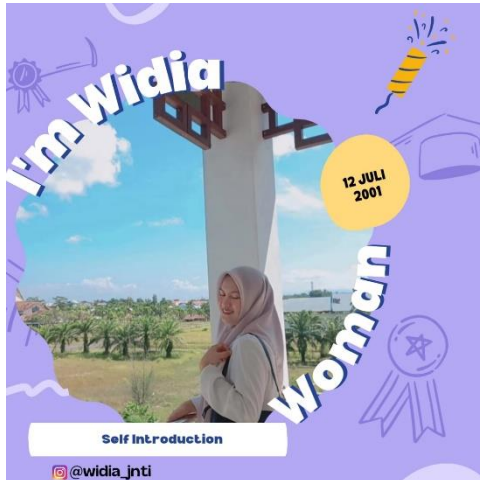 I'm Widia
12 JULI
2001
Woman
Self Introduction
@widia_jnti